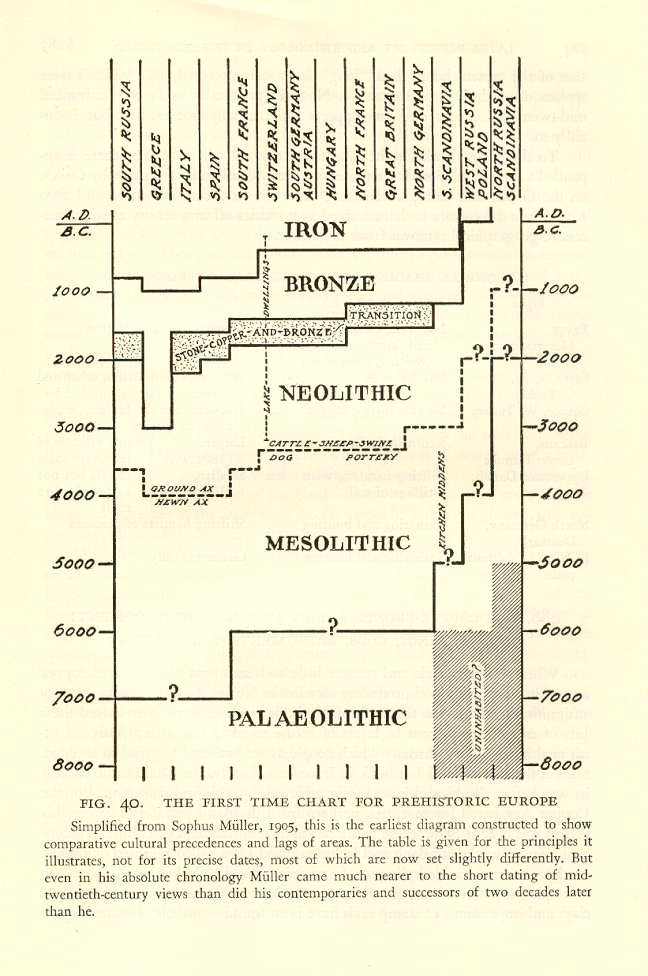 SOUTH RUSSIA
GREECE
ITALY
SPAIN
SOUTH FRANCE
SWITZERLAND
SOUTH GERMANY
AUSTRIA
HUNGARY
NORTH FRANCE
GREAT BRITAIN
NORTH GERMANY
S. SCANDINAVIA
WEST RUSSIA
POLAND
NORTH RUSSIA
SCANDINAVIA
A.D.
B.C.
IRON
A.D.
B.C.
BRONZE
1000
?
1000
DWELLINGS
LAKE
TRANSITION
STONE-COPPER-AND-BRONZE
2000
?
?
2000
NEOLITHIC
3000
3000
CATTLE-SHEEP-SWINE
DOG POTTERY
GROUND AX
HEWN AX
4000
?
4000
KITCHEN MIDDENS
MESOLITHIC
?
5000
5000
6000
?
6000
7000
?
7000
UNINHABITED?
PALAEOLITHIC
8000
8000
FIG. 40. THE FIRST TIME CHART FOR PREHISTORIC EUROPE
Simplified from Sophus Müller, 1905, this is the earliest diagram constructed to show
comparative cultural precedences and lags of areas. The table is given for the principles it
illustrates, not for its precise dates, most of which are now set slightly differently. But
even in his absolute chronology Müller came much nearer to the short dating of mid-
twentieth-century views than did his contemporaries and successors of two decades later
than he.